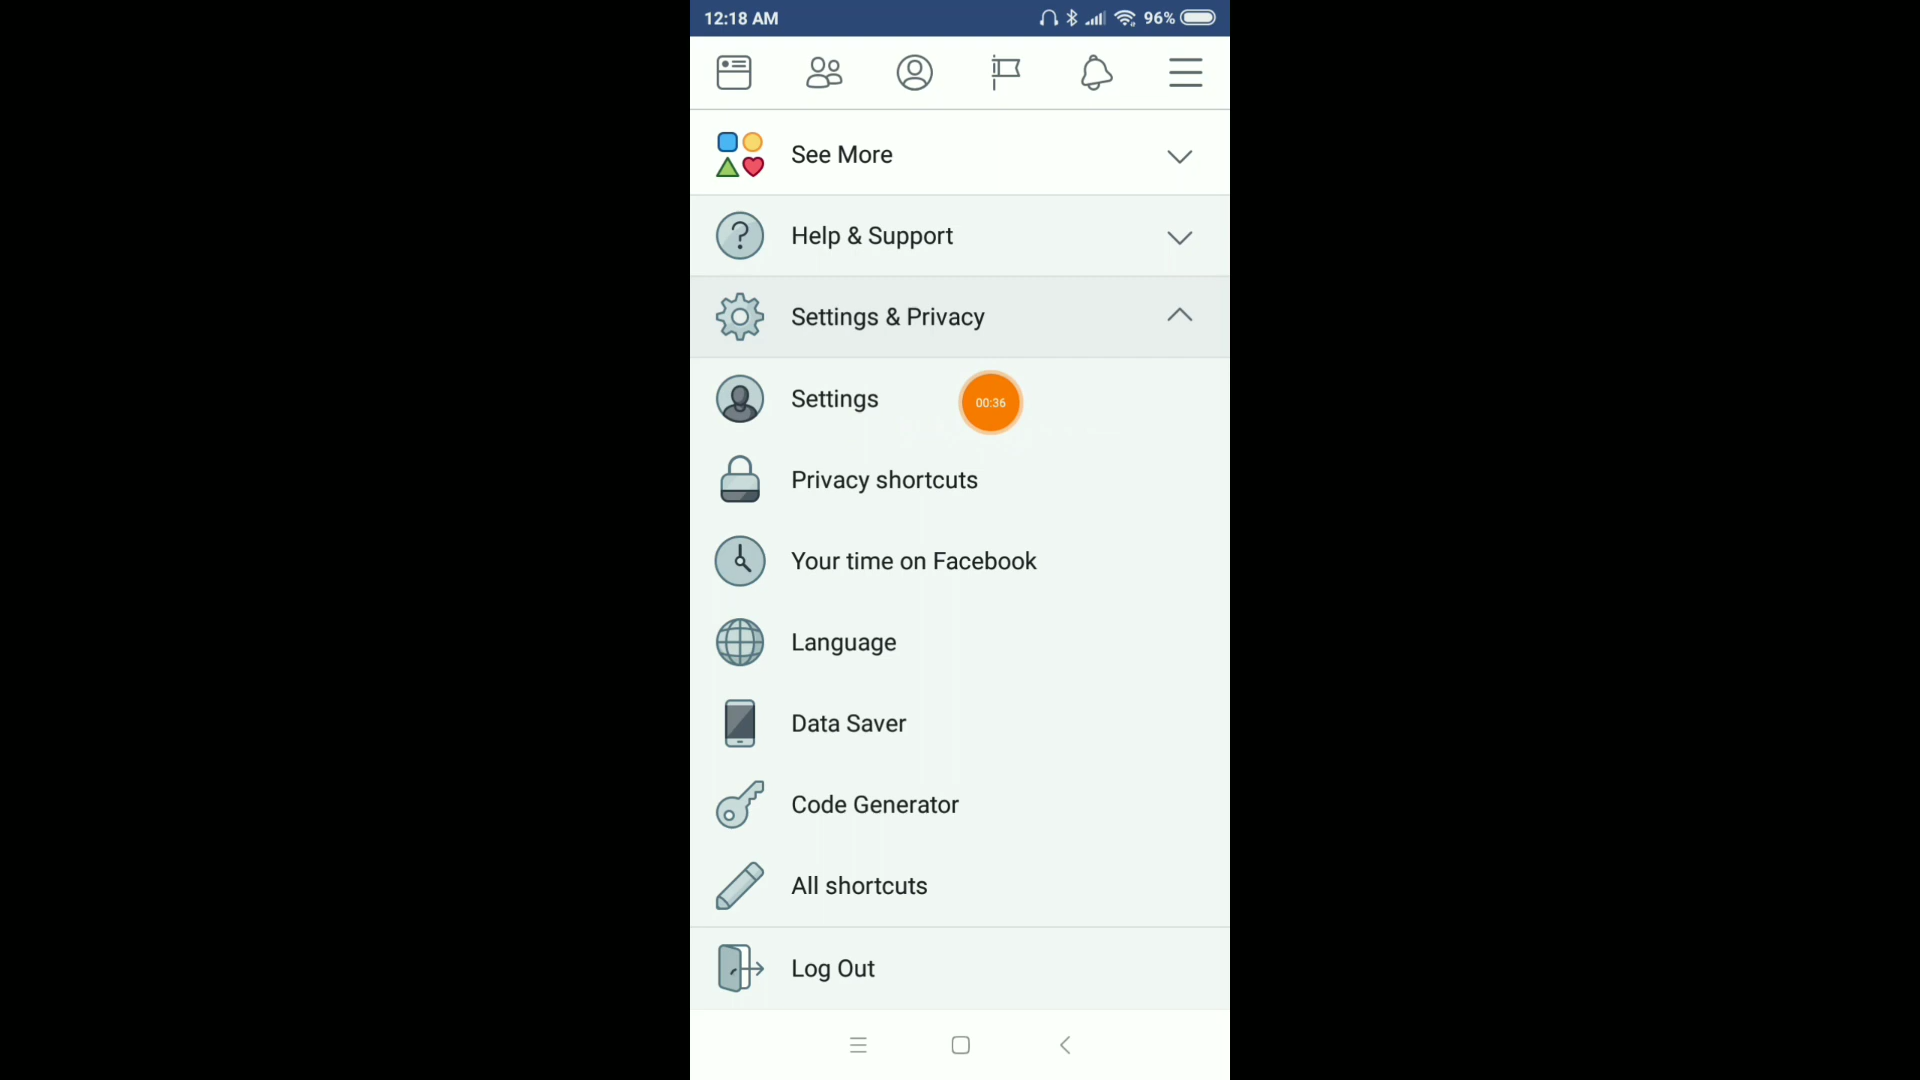 12:18 AM 96%
See More
Help & Support
Settings & Privacy
Settings 00:36
Privacy shortcuts
Your time on Facebook
Language
Data Saver
Code Generator
All shortcuts
Log Out